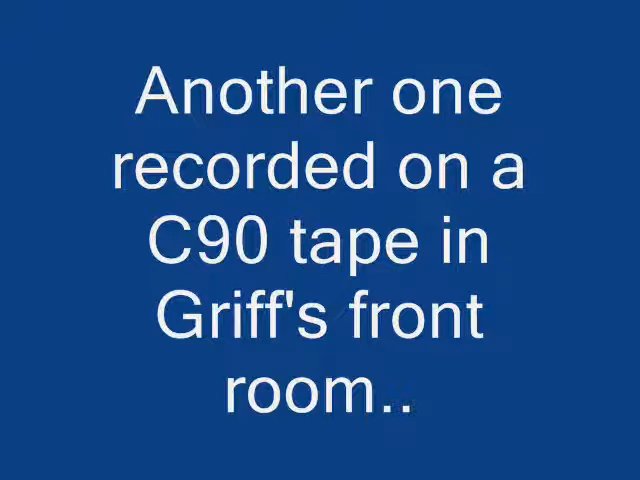 Another one
recorded on a
C90 tape in
Griff's front
room..